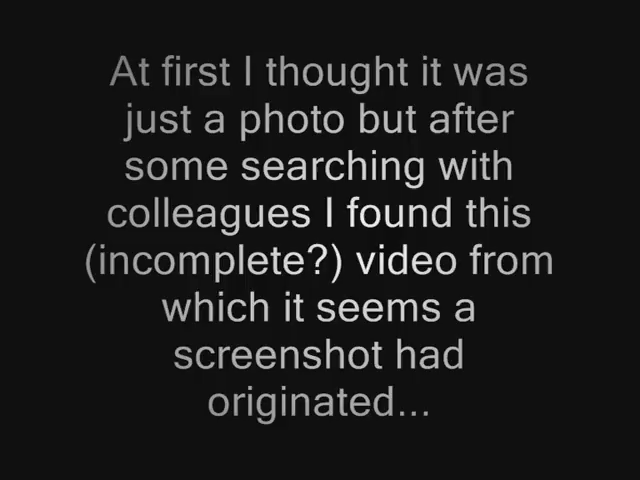 At first I thought it was
just a photo but after
some searching with
colleagues I found this
(incomplete?) video from
which it seems a
screenshot had
originated...